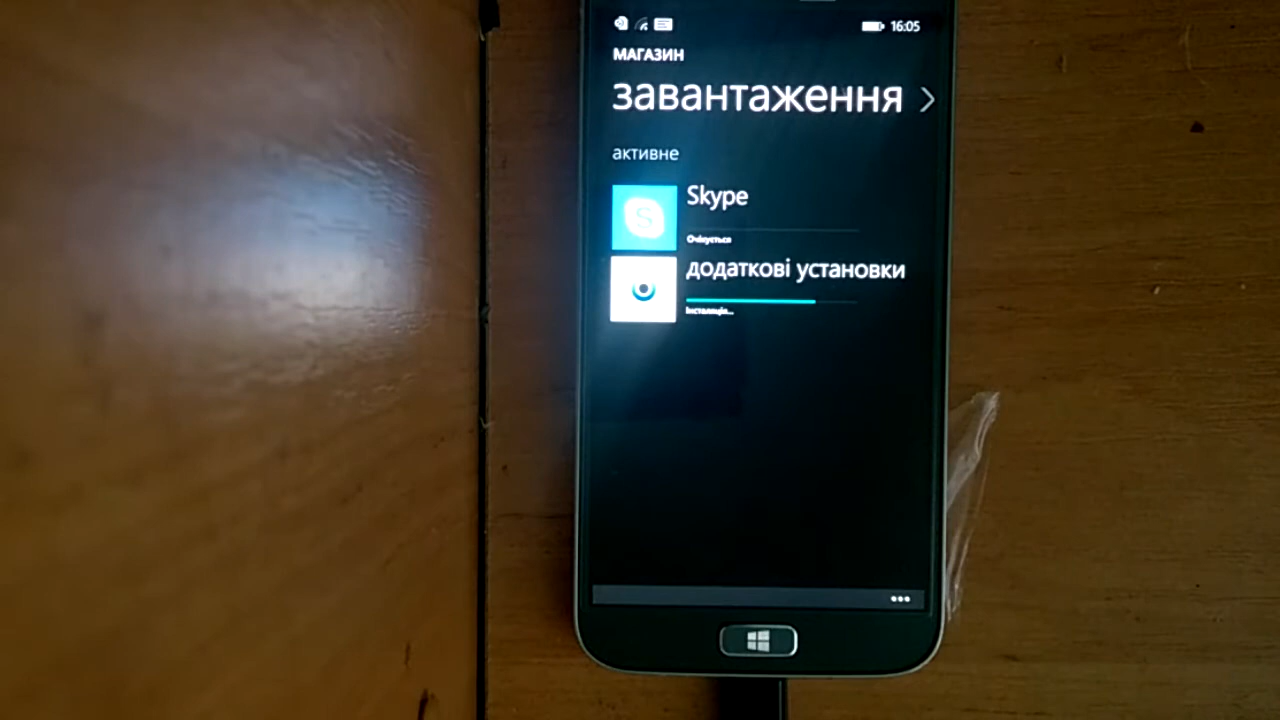 16:05
МАГАЗИН
завантаження
активне
Skype
Очікується
додаткові установки
Інсталяція...